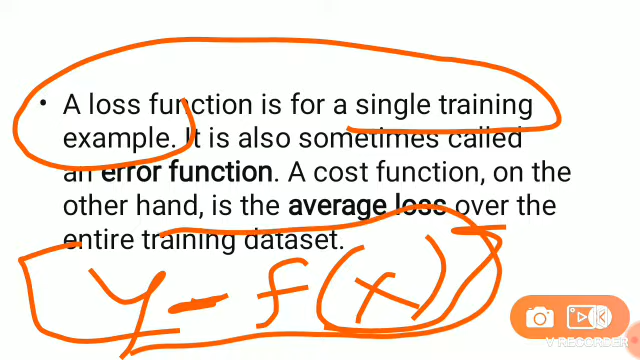 • A loss function is for a single training
example. It is also sometimes called
an error function. A cost function, on the
other hand, is the average loss over the
entire training dataset.
y - f(x)
V RECORDER